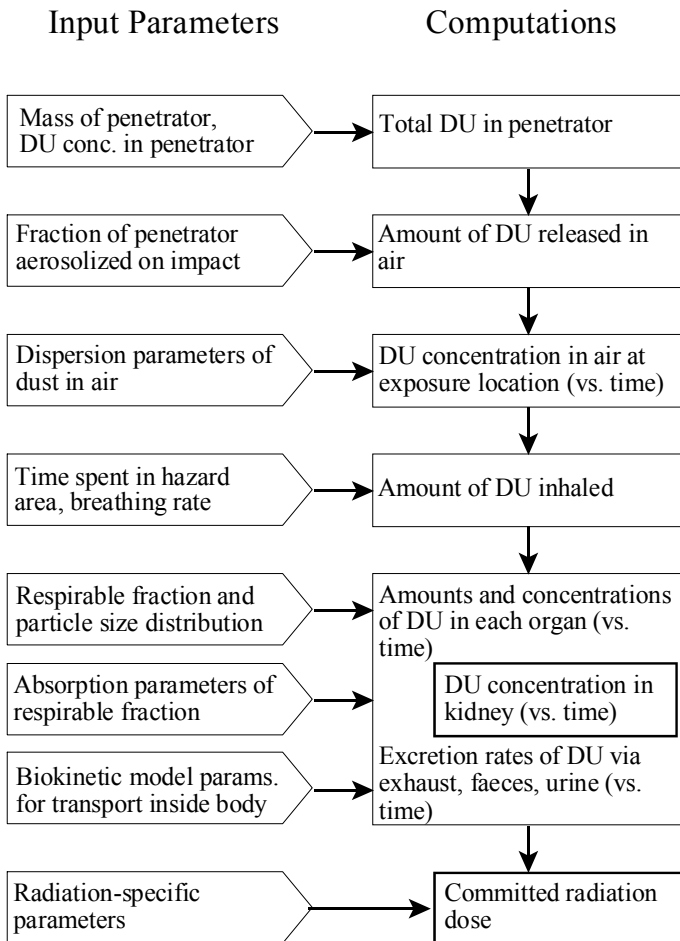 Input Parameters
Computations
Mass of penetrator,
DU conc. in penetrator
Total DU in penetrator
Fraction of penetrator
aerosolized on impact
Amount of DU released in
air
Dispersion parameters of
dust in air
DU concentration in air at
exposure location (vs. time)
Time spent in hazard
area, breathing rate
Amount of DU inhaled
Respirable fraction and
particle size distribution
Amounts and concentrations
of DU in each organ (vs.
time)
Absorption parameters of
respirable fraction
DU concentration in
kidney (vs. time)
Biokinetic model params.
for transport inside body
Excretion rates of DU via
exhaust, faeces, urine (vs.
time)
Radiation-specific
parameters
Committed radiation
dose